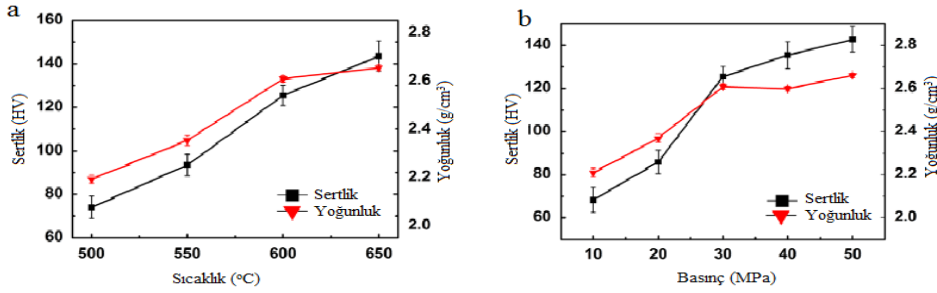 a
160
140
120
100
80
60
Sertlik (HV)
2.8
2.6
2.4
2.2
2.0
Yoğunluk (g/cm³)
Sertlik
Yoğunluk
500 550 600 650
Sıcaklık (ºC)
b
140
120
100
80
60
Sertlik (HV)
2.8
2.6
2.4
2.2
2.0
Yoğunluk (g/cm³)
Sertlik
Yoğunluk
10 20 30 40 50
Basınç (MPa)